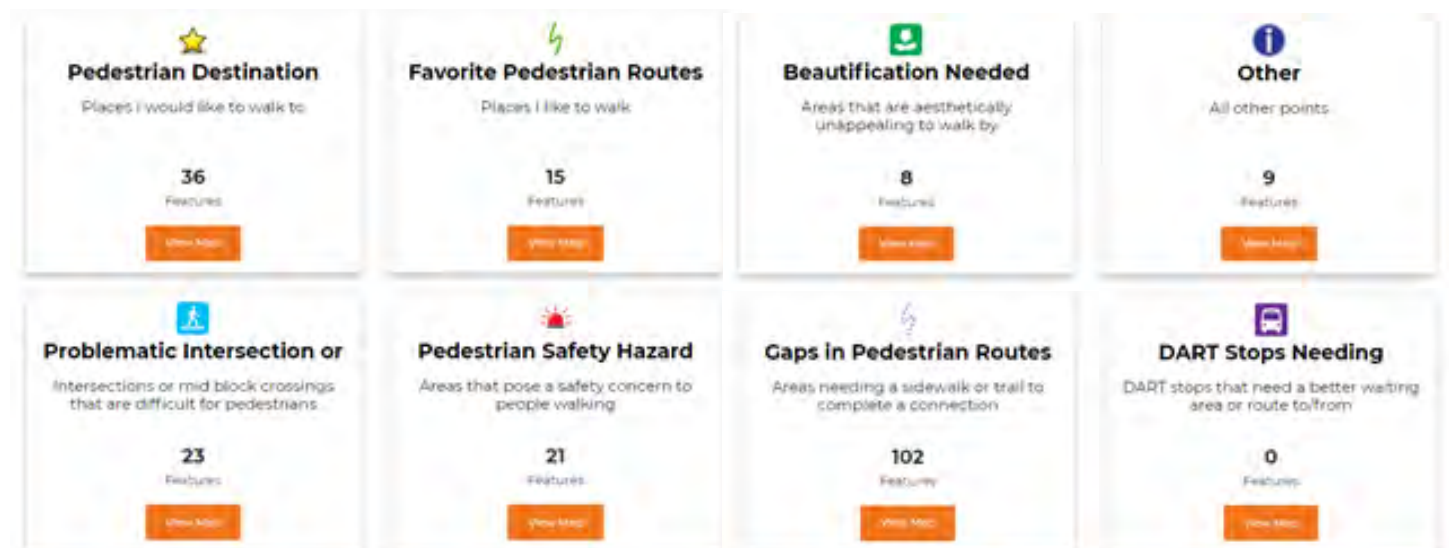 Pedestrian Destination
Places I would like to walk to
36
Features
View Map
Favorite Pedestrian Routes
Places I like to walk
15
Features
View Map
Beautification Needed
Areas that are aesthetically
unappealing to walk by
8
Features
View Map
Other
All other points
9
Features
View Map
Problematic Intersection or
Intersections or mid block crossings
that are difficult for pedestrians
23
Features
View Map
Pedestrian Safety Hazard
Areas that pose a safety concern to
people walking
21
Features
View Map
Gaps in Pedestrian Routes
Areas needing a sidewalk or trail to
complete a connection
102
Features
View Map
DART Stops Needing
DART stops that need a better waiting
area or route to/from
0
Features
View Map